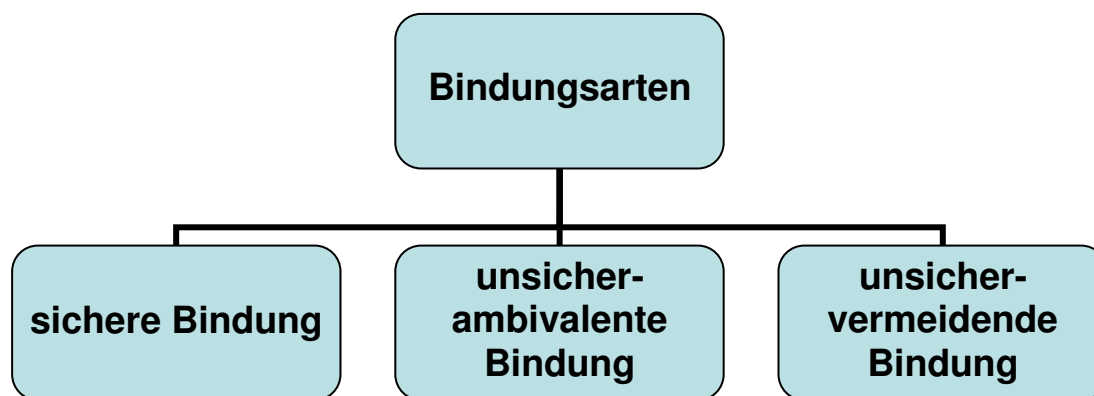 Bindungsarten
sichere Bindung
unsicher-
ambivalente
Bindung
unsicher-
vermeidende
Bindung